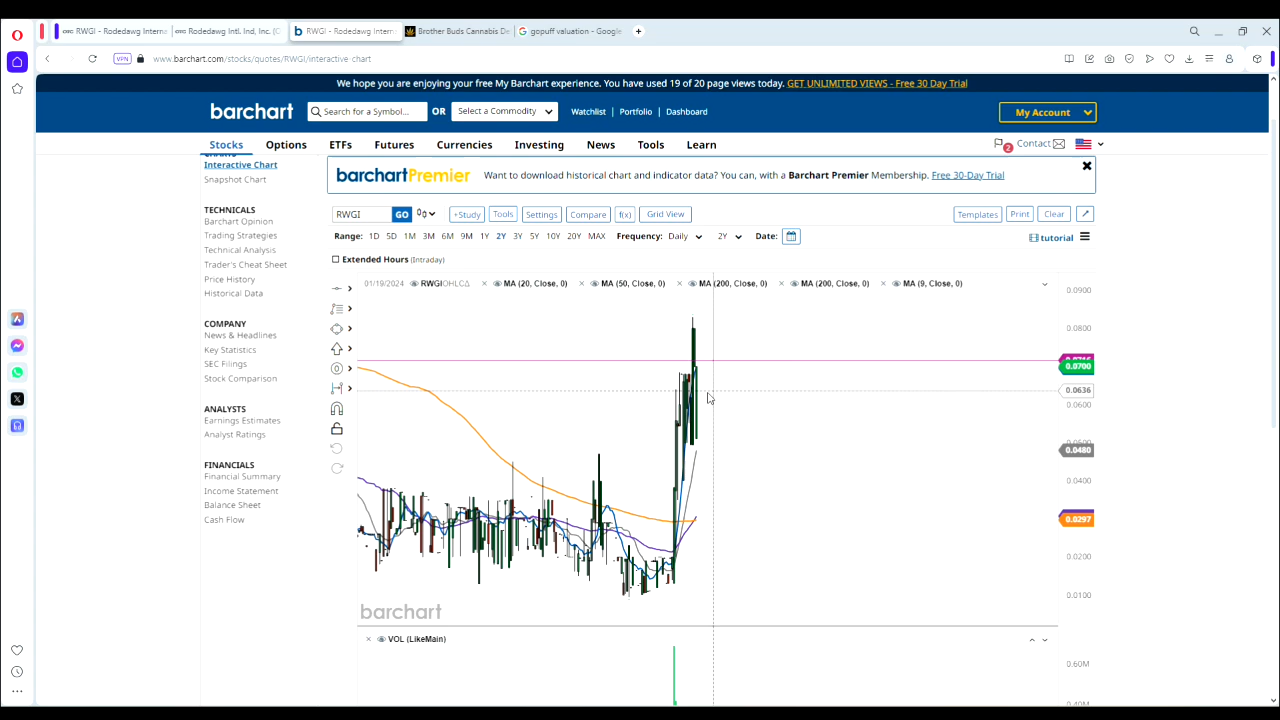 RWGI - Rodedawg Interna
Rodedawg Intl. Ind, Inc. (C
RWGI - Rodedawg Intern
Brother Buds Cannabis De
gopuff valuation - Google
VPN
www.barchart.com/stocks/quotes/RWGI/interactive-chart
We hope you are enjoying your free My Barchart experience. You have used 19 of 20 page views today. GET UNLIMITED VIEWS - Free 30 Day Trial
barchart
Search for a Symbol...
OR
Select a Commodity
Watchlist | Portfolio | Dashboard
My Account
Stocks Options ETFs Futures Currencies Investing News Tools Learn
2
Contact
Interactive Chart
Snapshot Chart
TECHNICALS
Barchart Opinion
Trading Strategies
Technical Analysis
Trader's Cheat Sheet
Price History
Historical Data
COMPANY
News & Headlines
Key Statistics
SEC Filings
Stock Comparison
ANALYSTS
Earnings Estimates
Analyst Ratings
FINANCIALS
Financial Summary
Income Statement
Balance Sheet
Cash Flow
barchart Premier
Want to download historical chart and indicator data? You can, with a Barchart Premier Membership. Free 30-Day Trial
RWGI GO +Study Tools Settings Compare f(x) Grid View Templates Print Clear
Range: 1D 5D 1M 3M 6M 9M 1Y 2Y 3Y 5Y 10Y 20Y MAX Frequency: Daily 2Y Date:
tutorial
Extended Hours (Intraday)
01/19/2024 RWGI OHLCΔ MA (20, Close, 0) MA (50, Close, 0) MA (200, Close, 0) MA (200, Close, 0) MA (9, Close, 0)
0.0900
0.0800
0.0700
0.0636
0.0600
0.0480
0.0400
0.0297
0.0200
0.0100
barchart
VOL (LikeMain)
0.60M